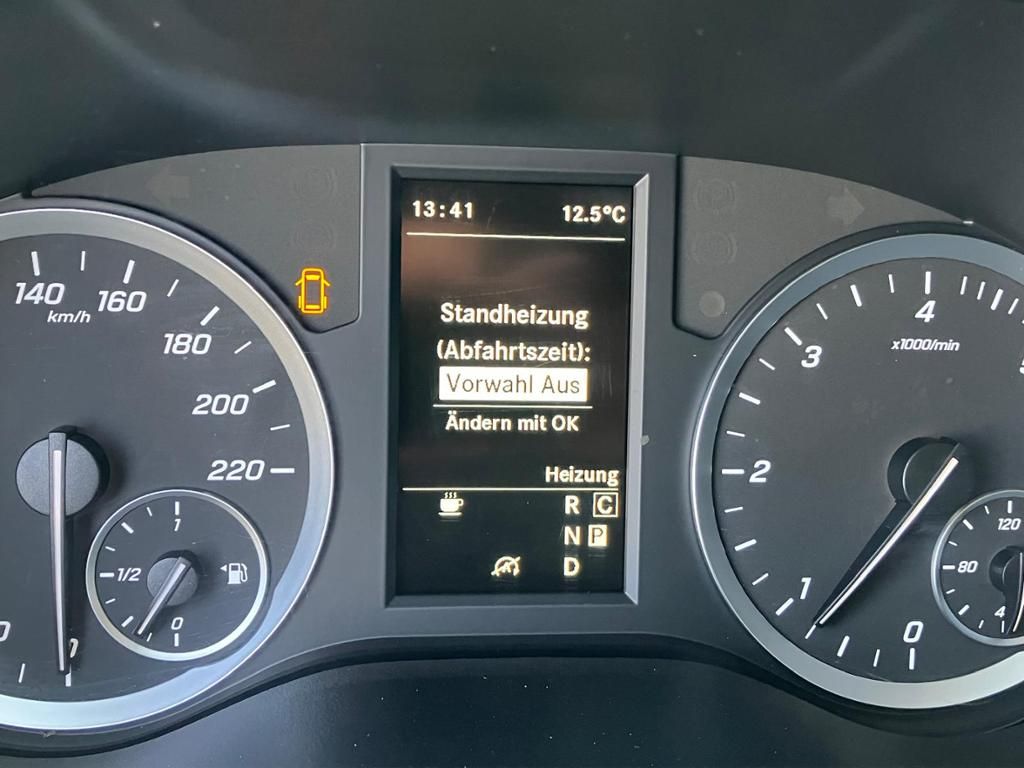 13:41 12.5°C
Standheizung
(Abfahrtszeit):
Vorwahl Aus
Ändern mit OK
Heizung
R C
N P
D
140
km/h
160
180
200
220
1
1/2
0
0
1
2
3
4
x1000/min
120
80
4